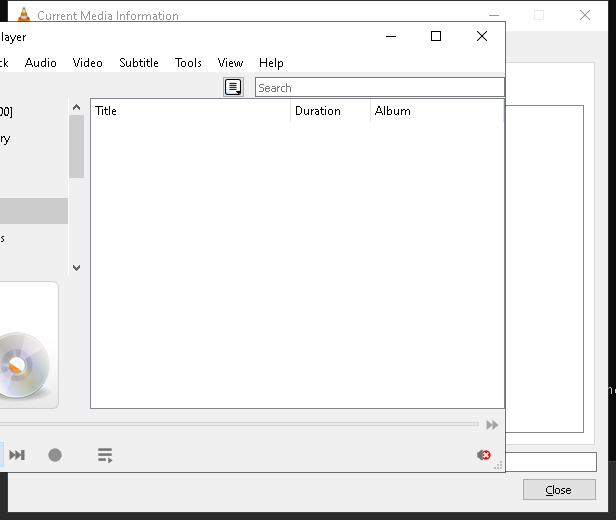 Current Media Information
layer
ck Audio Video Subtitle Tools View Help
Search
00]
ry
s
Title Duration Album
Close